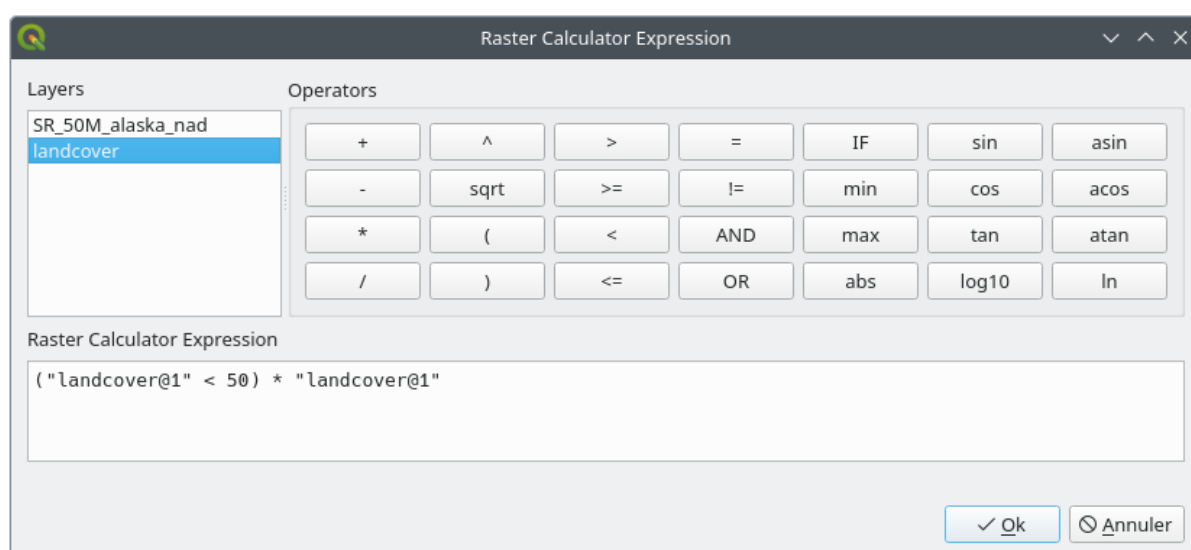 Raster Calculator Expression
Layers
Operators
SR_50M_alaska_nad
landcover
+ ^ > = IF sin asin
- sqrt >= != min cos acos
* ( < AND max tan atan
/ ) <= OR abs log10 ln
Raster Calculator Expression
("landcover@1" < 50) * "landcover@1"
Ok Annuler